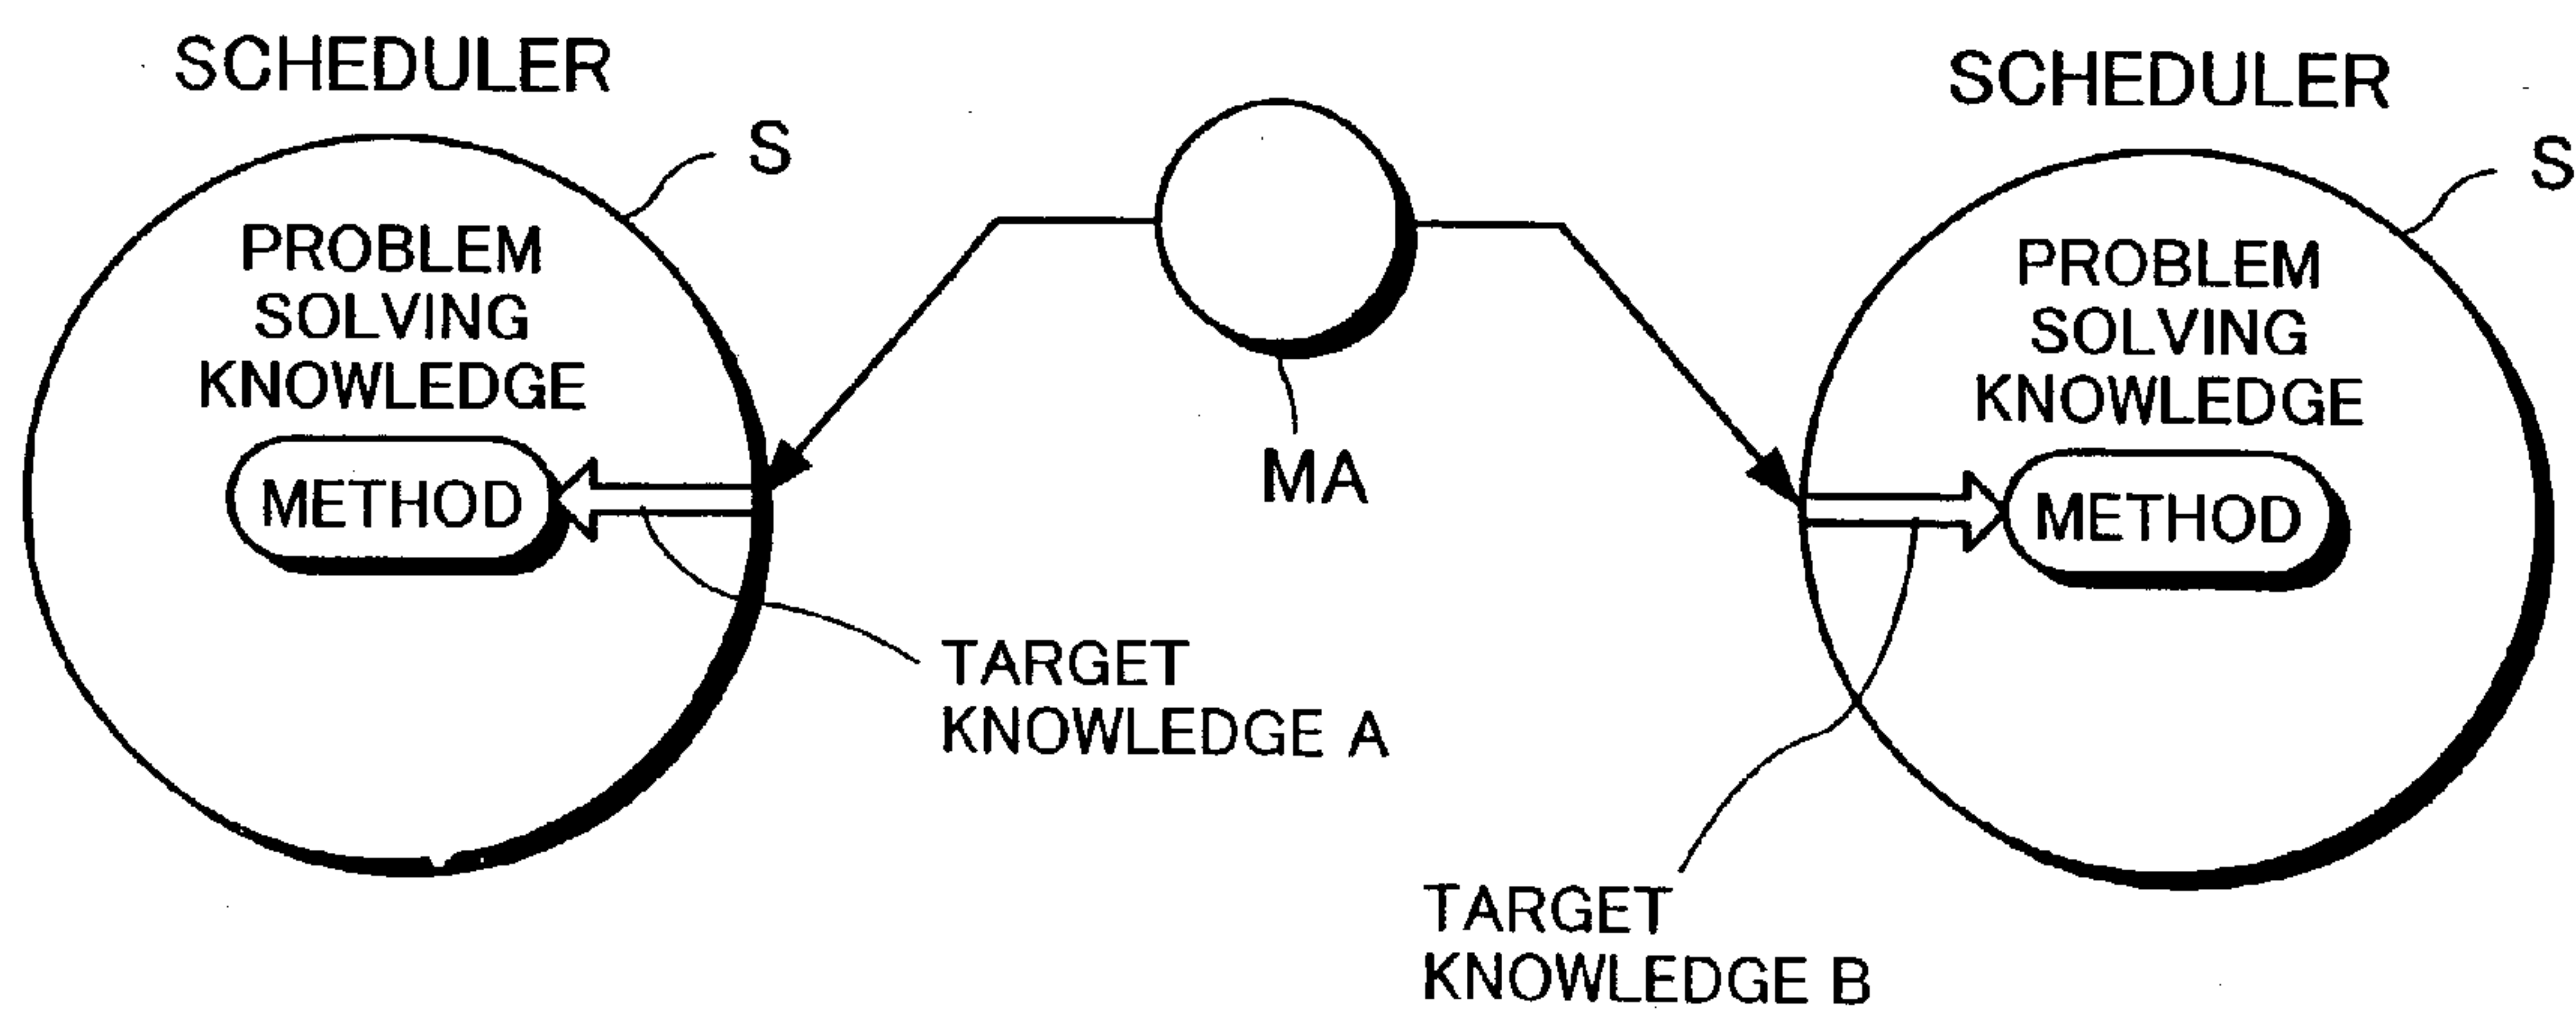 SCHEDULER
S
PROBLEM
SOLVING
KNOWLEDGE
METHOD
MA
TARGET
KNOWLEDGE A
SCHEDULER
S
PROBLEM
SOLVING
KNOWLEDGE
METHOD
TARGET
KNOWLEDGE B